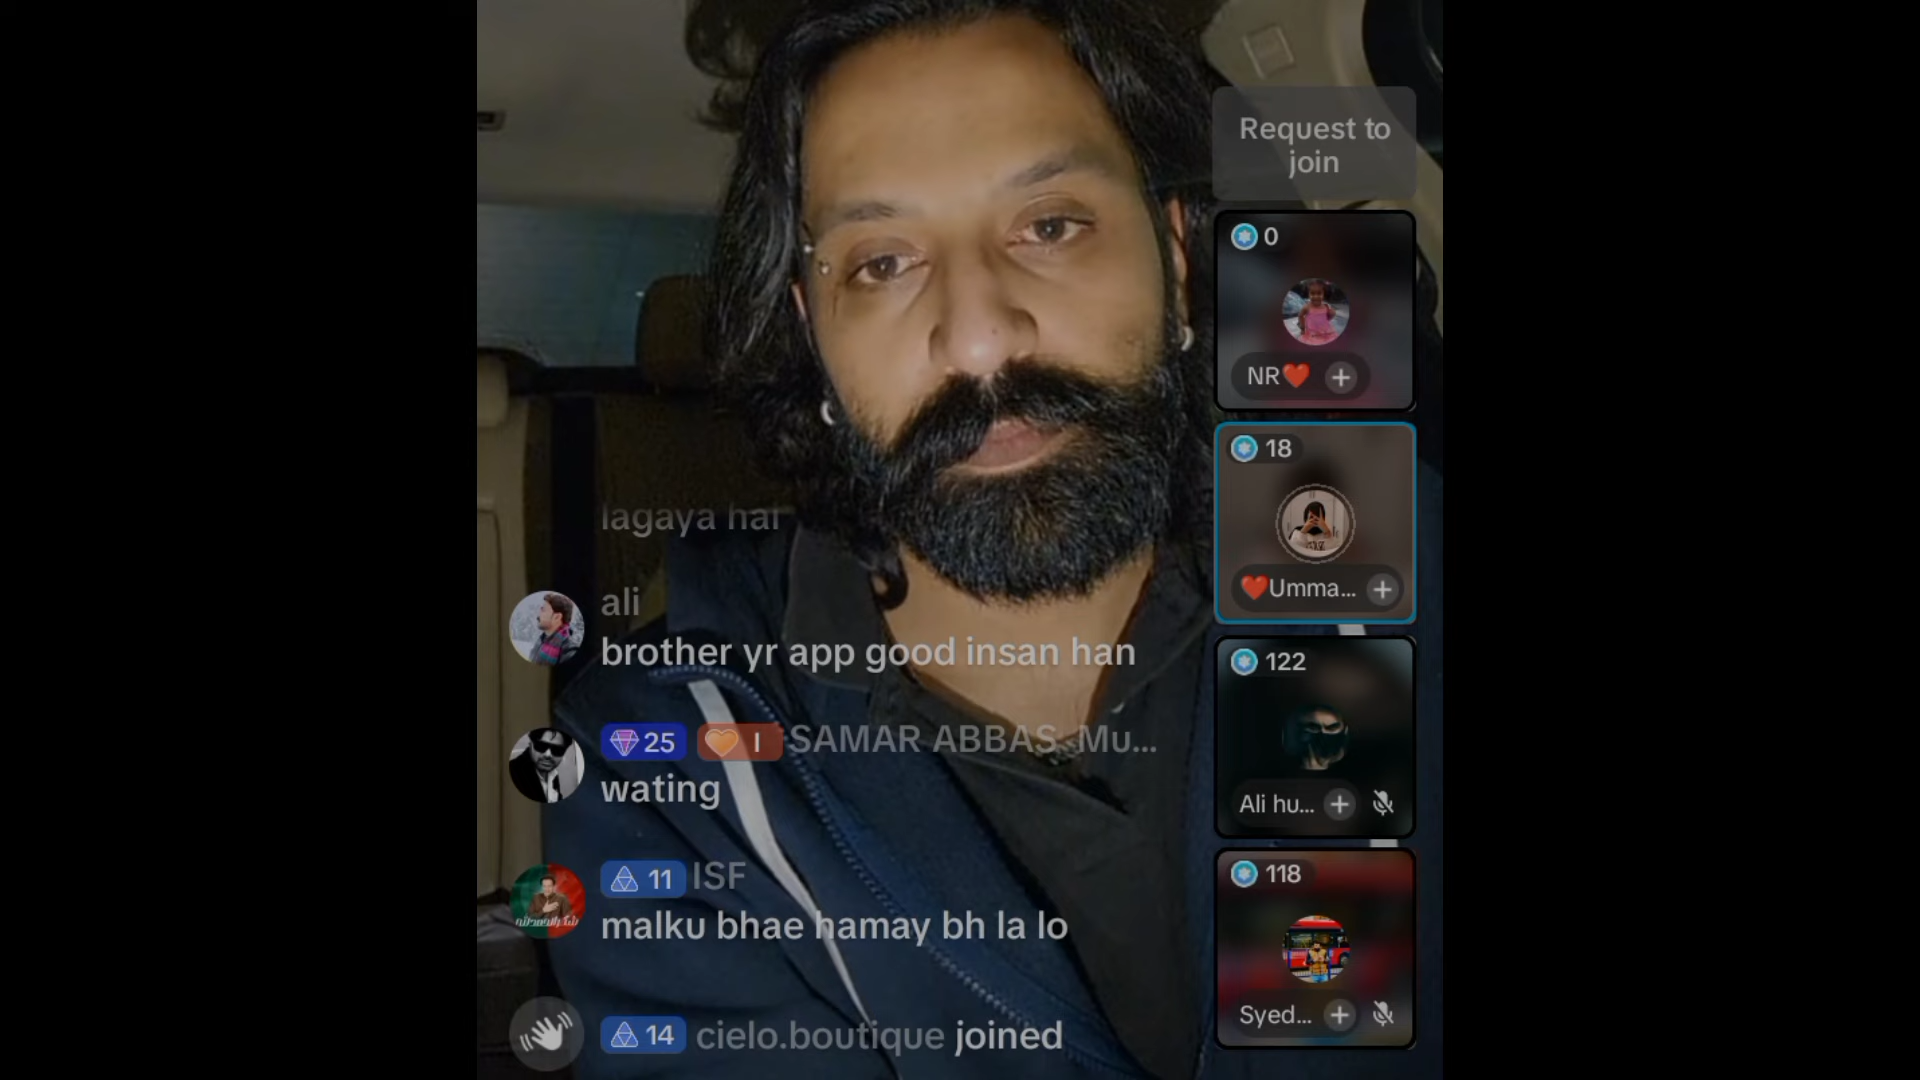 Request to
join
0
NR❤️
18
❤️Umma...
122
Ali hu...
118
Syed...
lagaya hai
ali
brother yr app good insan han
25 I SAMAR ABBAS Mu...
wating
11 ISF
malku bhae hamay bh la lo
14 cielo.boutique joined